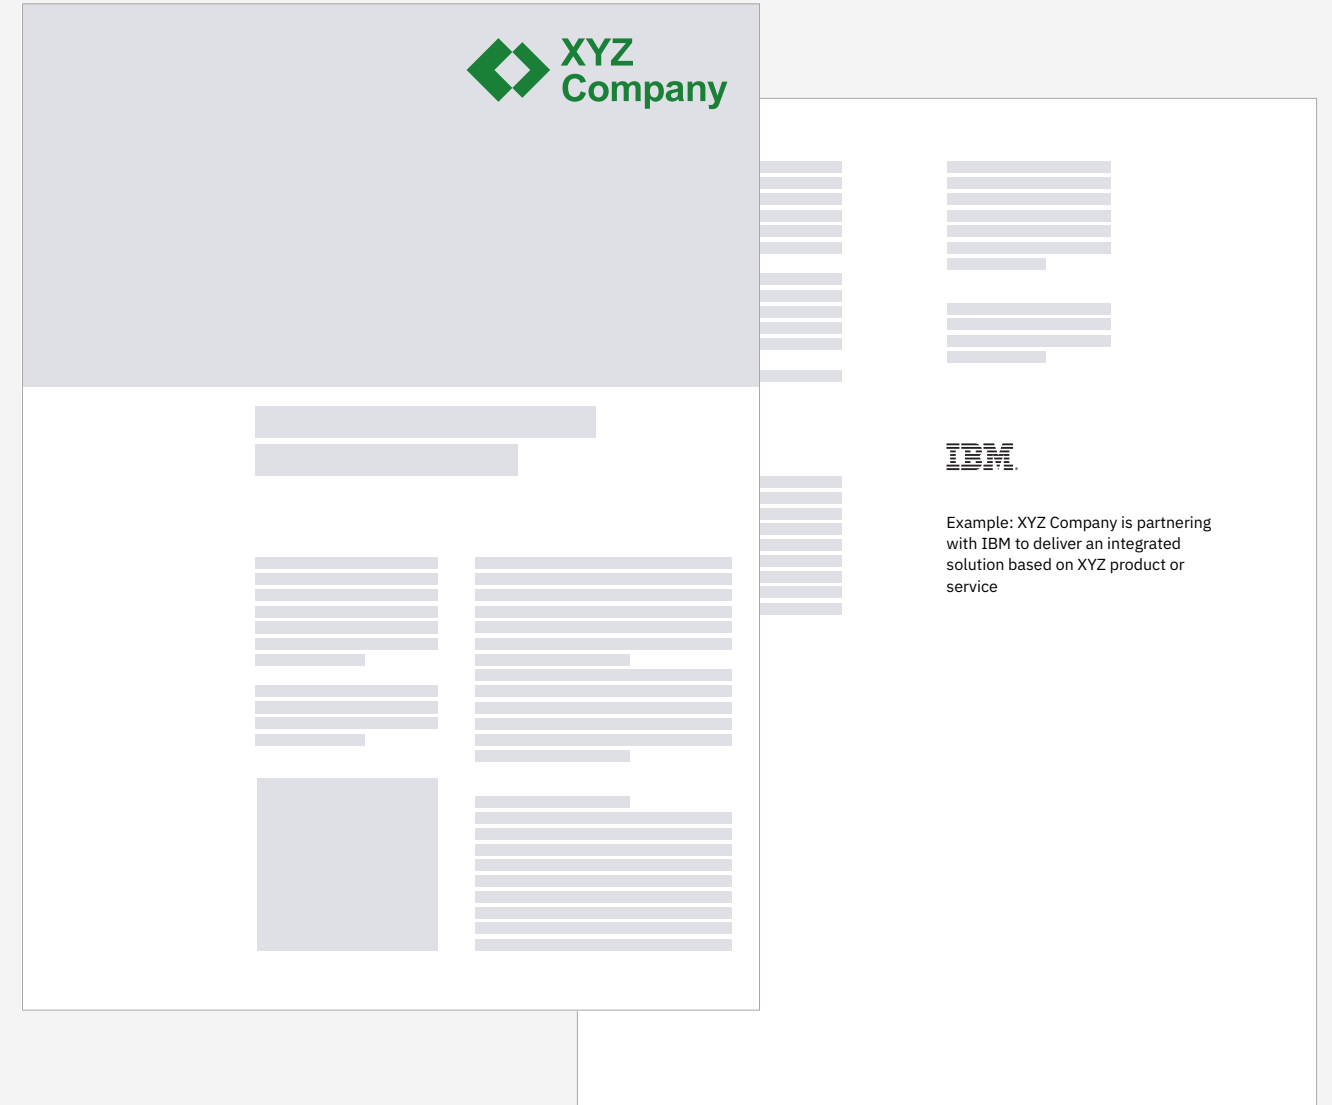 XYZ
Company
IBM
Example: XYZ Company is partnering
with IBM to deliver an integrated
solution based on XYZ product or
service